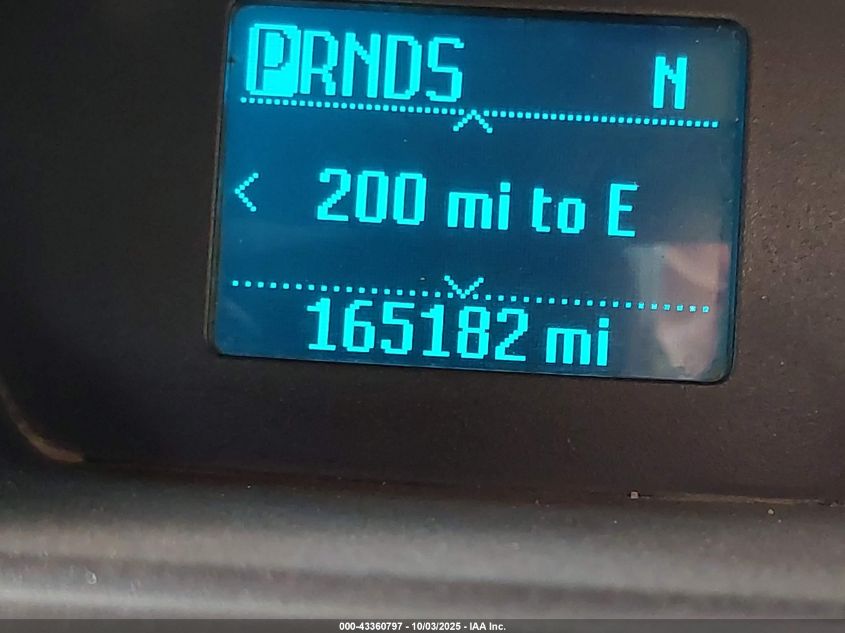 PRNDS N
< 200 mi to E
165182 mi
000-43360797 - 10/03/2025 - IAA Inc.